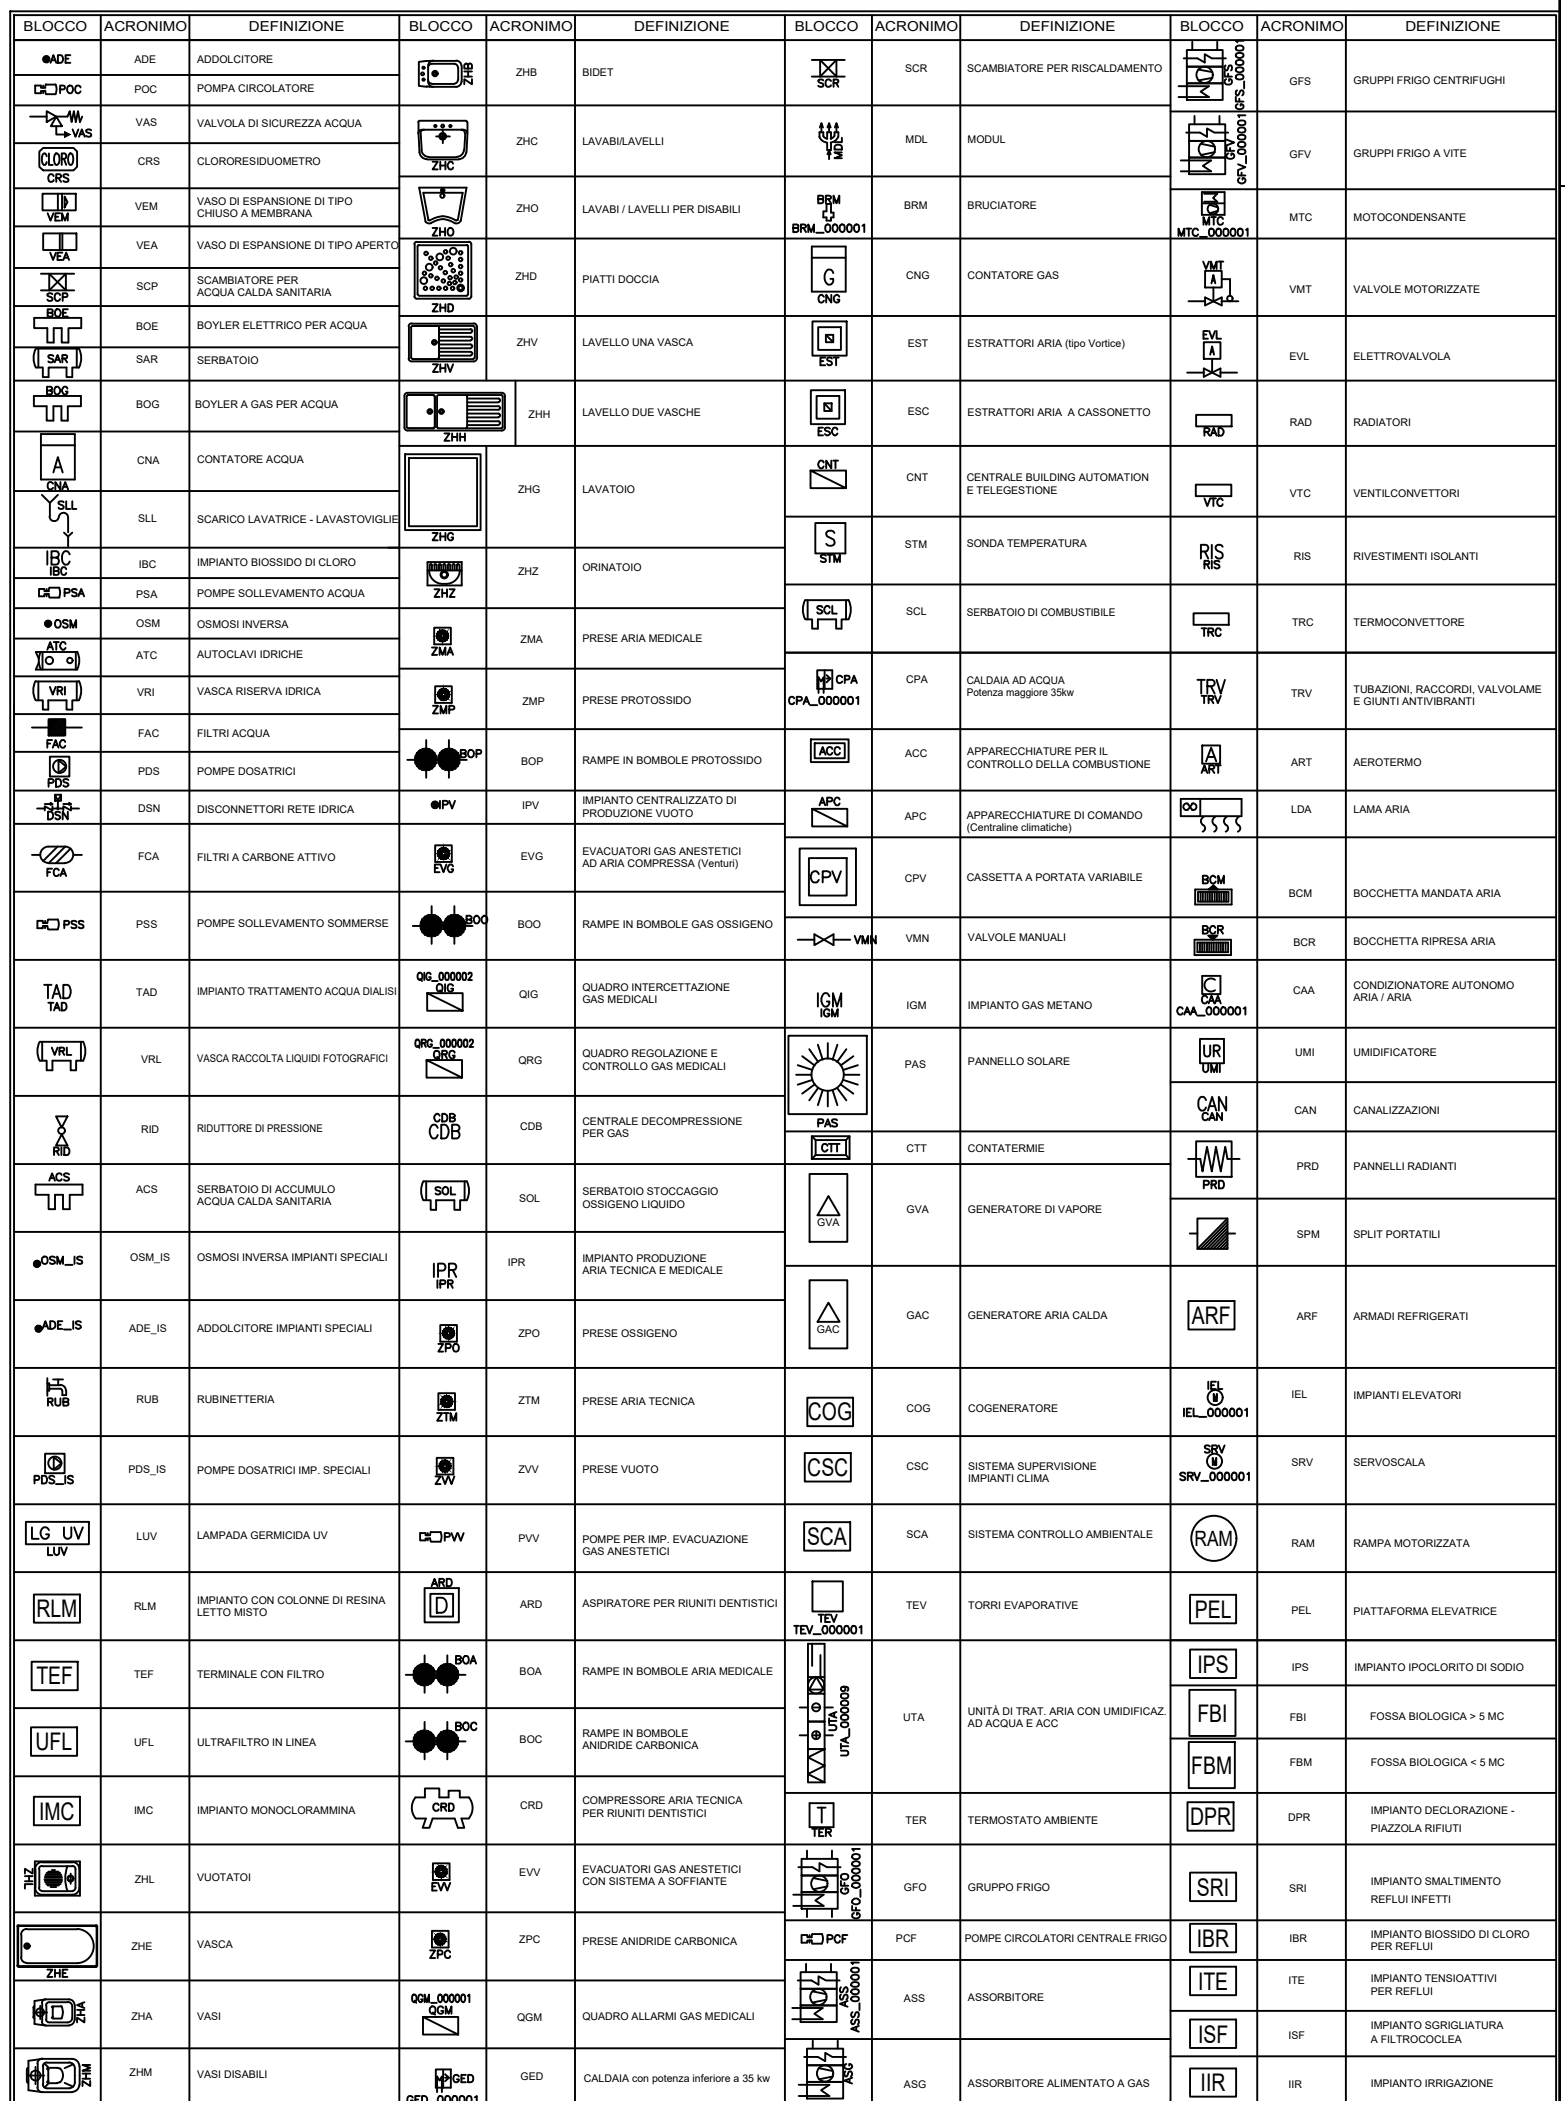 BLOCCO ACRONIMO DEFINIZIONE BLOCCO ACRONIMO DEFINIZIONE BLOCCO ACRONIMO DEFINIZIONE BLOCCO ACRONIMO DEFINIZIONE
ADE ADE ADDOLCITORE
POC POC POMPA CIRCOLATORE
VAS VAS VALVOLA DI SICUREZZA ACQUA
CLORO
CRS CRS CLORORESIDUOMETRO
VEM VEM VASO DI ESPANSIONE DI TIPO
CHIUSO A MEMBRANA
VEA VEA VASO DI ESPANSIONE DI TIPO APERTO
SCP SCP SCAMBIATORE PER
ACQUA CALDA SANITARIA
BOE BOE BOYLER ELETTRICO PER ACQUA
SAR SAR SERBATOIO
BOG BOG BOYLER A GAS PER ACQUA
A
CNA CNA CONTATORE ACQUA
SLL SLL SCARICO LAVATRICE - LAVASTOVIGLIE
IBC
IBC IBC IMPIANTO BIOSSIDO DI CLORO
PSA PSA POMPE SOLLEVAMENTO ACQUA
OSM OSM OSMOSI INVERSA
ATC ATC AUTOCLAVI IDRICHE
VRI VRI VASCA RISERVA IDRICA
FAC FAC FILTRI ACQUA
PDS PDS POMPE DOSATRICI
DSN DSN DISCONNETTORI RETE IDRICA
FCA FCA FILTRI A CARBONE ATTIVO
PSS PSS POMPE SOLLEVAMENTO SOMMERSE
TAD
TAD TAD IMPIANTO TRATTAMENTO ACQUA DIALISI
VRL VRL VASCA RACCOLTA LIQUIDI FOTOGRAFICI
RID RID RIDUTTORE DI PRESSIONE
ACS ACS SERBATOIO DI ACCUMULO
ACQUA CALDA SANITARIA
OSM_IS OSM_IS OSMOSI INVERSA IMPIANTI SPECIALI
ADE_IS ADE_IS ADDOLCITORE IMPIANTI SPECIALI
RUB RUB RUBINETTERIA
PDS_IS PDS_IS POMPE DOSATRICI IMP. SPECIALI
LG UV
LUV LUV LAMPADA GERMICIDA UV
RLM RLM IMPIANTO CON COLONNE DI RESINA
LETTO MISTO
TEF TEF TERMINALE CON FILTRO
UFL UFL ULTRAFILTRO IN LINEA
IMC IMC IMPIANTO MONOCLORAMMINA
ZHL ZHL VUOTATOI
ZHE ZHE VASCA
ZHA ZHA VASI
ZHM ZHM VASI DISABILI
ZHB ZHB BIDET
ZHC ZHC LAVABI/LAVELLI
ZHO ZHO LAVABI / LAVELLI PER DISABILI
ZHD ZHD PIATTI DOCCIA
ZHV ZHV LAVELLO UNA VASCA
ZHH ZHH LAVELLO DUE VASCHE
ZHG ZHG LAVATOIO
ZHZ ZHZ ORINATOIO
ZMA ZMA PRESE ARIA MEDICALE
ZMP ZMP PRESE PROTOSSIDO
BOP BOP RAMPE IN BOMBOLE PROTOSSIDO
IPV IPV IMPIANTO CENTRALIZZATO DI
PRODUZIONE VUOTO
EVG EVG EVACUATORI GAS ANESTETICI
AD ARIA COMPRESSA (Venturi)
BOO BOO RAMPE IN BOMBOLE GAS OSSIGENO
QIG_000002
QIG QIG QUADRO INTERCETTAZIONE
GAS MEDICALI
QRG_000002
QRG QRG QUADRO REGOLAZIONE E
CONTROLLO GAS MEDICALI
CDB
CDB CDB CENTRALE DECOMPRESSIONE
PER GAS
SOL SOL SERBATOIO STOCCAGGIO
OSSIGENO LIQUIDO
IPR
IPR IPR IMPIANTO PRODUZIONE
ARIA TECNICA E MEDICALE
ZPO ZPO PRESE OSSIGENO
ZTM ZTM PRESE ARIA TECNICA
ZVV ZVV PRESE VUOTO
PVV PVV POMPE PER IMP. EVACUAZIONE
GAS ANESTETICI
ARD
D ARD ASPIRATORE PER RIUNITI DENTISTICI
BOA BOA RAMPE IN BOMBOLE ARIA MEDICALE
BOC BOC RAMPE IN BOMBOLE
ANIDRIDE CARBONICA
CRD CRD COMPRESSORE ARIA TECNICA
PER RIUNITI DENTISTICI
EVV EVV EVACUATORI GAS ANESTETICI
CON SISTEMA A SOFFIANTE
ZPC ZPC PRESE ANIDRIDE CARBONICA
QGM_000001
QGM QGM QUADRO ALLARMI GAS MEDICALI
GED GED CALDAIA con potenza inferiore a 35 kw
GED_000001
SCR SCR SCAMBIATORE PER RISCALDAMENTO
MDL MDL MODUL
BRM
BRM_000001 BRM BRUCIATORE
G
CNG CNG CONTATORE GAS
EST EST ESTRATTORI ARIA (tipo Vortice)
ESC ESC ESTRATTORI ARIA A CASSONETTO
CNT CNT CENTRALE BUILDING AUTOMATION
E TELEGESTIONE
S
STM STM SONDA TEMPERATURA
SCL SCL SERBATOIO DI COMBUSTIBILE
CPA
CPA_000001 CPA CALDAIA AD ACQUA
Potenza maggiore 35kw
ACC ACC APPARECCHIATURE PER IL
CONTROLLO DELLA COMBUSTIONE
APC APC APPARECCHIATURE DI COMANDO
(Centraline climatiche)
CPV CPV CASSETTA A PORTATA VARIABILE
VMN VMN VALVOLE MANUALI
IGM
IGM IGM IMPIANTO GAS METANO
PAS PAS PANNELLO SOLARE
CTT CTT CONTATERMIE
GVA GVA GENERATORE DI VAPORE
GAC GAC GENERATORE ARIA CALDA
COG COG COGENERATORE
CSC CSC SISTEMA SUPERVISIONE
IMPIANTI CLIMA
SCA SCA SISTEMA CONTROLLO AMBIENTALE
TEV
TEV_000001 TEV TORRI EVAPORATIVE
UTA
UTA_000009 UTA UNITÀ DI TRAT. ARIA CON UMIDIFICAZ.
AD ACQUA E ACC
T
TER TER TERMOSTATO AMBIENTE
GFO
GFO_000001 GFO GRUPPO FRIGO
PCF PCF POMPE CIRCOLATORI CENTRALE FRIGO
ASS
ASS_000001 ASS ASSORBITORE
ASG ASG ASSORBITORE ALIMENTATO A GAS
GFS
GFS_000001 GFS GRUPPI FRIGO CENTRIFUGHI
GFV
GFV_000001 GFV GRUPPI FRIGO A VITE
MTC
MTC_000001 MTC MOTOCONDENSANTE
VMT
A VMT VALVOLE MOTORIZZATE
EVL
A EVL ELETTROVALVOLA
RAD RAD RADIATORI
VTC VTC VENTILCONVETTORI
RIS
RIS RIS RIVESTIMENTI ISOLANTI
TRC TRC TERMOCONVETTORE
TRV
TRV TRV TUBAZIONI, RACCORDI, VALVOLAME
E GIUNTI ANTIVIBRANTI
A
ART ART AEROTERMO
LDA LAMA ARIA
BCM BCM BOCCHETTA MANDATA ARIA
BCR BCR BOCCHETTA RIPRESA ARIA
C
CAA
CAA_000001 CAA CONDIZIONATORE AUTONOMO
ARIA / ARIA
UR
UMI UMI UMIDIFICATORE
CAN
CAN CAN CANALIZZAZIONI
PRD PRD PANNELLI RADIANTI
SPM SPLIT PORTATILI
ARF ARF ARMADI REFRIGERATI
IEL
M
IEL_000001 IEL IMPIANTI ELEVATORI
SRV
M
SRV_000001 SRV SERVOSCALA
RAM RAM RAMPA MOTORIZZATA
PEL PEL PIATTAFORMA ELEVATRICE
IPS IPS IMPIANTO IPOCLORITO DI SODIO
FBI FBI FOSSA BIOLOGICA > 5 MC
FBM FBM FOSSA BIOLOGICA < 5 MC
DPR DPR IMPIANTO DECLORAZIONE -
PIAZZOLA RIFIUTI
SRI SRI IMPIANTO SMALTIMENTO
REFLUI INFETTI
IBR IBR IMPIANTO BIOSSIDO DI CLORO
PER REFLUI
ITE ITE IMPIANTO TENSIOATTIVI
PER REFLUI
ISF ISF IMPIANTO SGRIGLIATURA
A FILTROCOCLEA
IIR IIR IMPIANTO IRRIGAZIONE